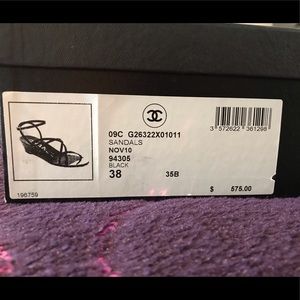 09C G26322X01011
SANDALS
NOV10
94305
BLACK
38 35B
$ 575.00
3 572622 361298
196759